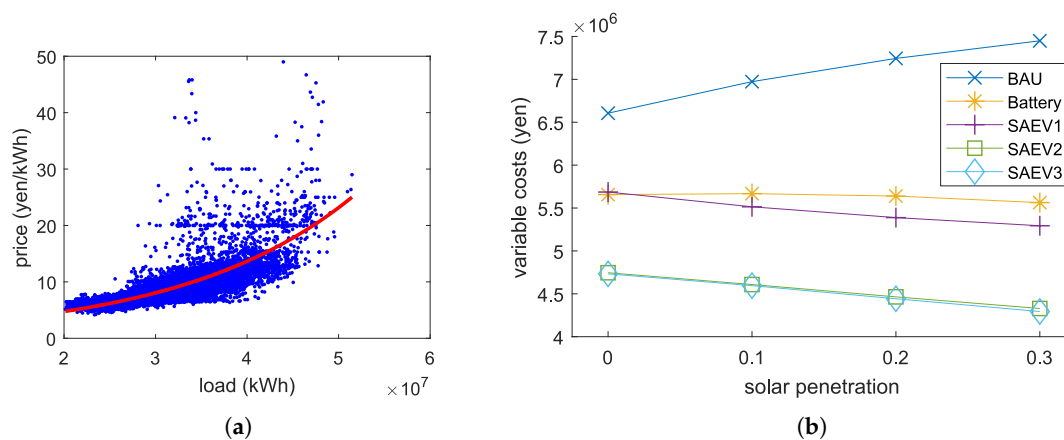 50
40
30
20
10
0
price (yen/kWh)
2
3
4
5
6
load (kWh)
× 10^7
(a)
× 10^6
7.5
7
6.5
6
5.5
5
4.5
4
variable costs (yen)
BAU
Battery
SAEV1
SAEV2
SAEV3
0
0.1
0.2
0.3
solar penetration
(b)